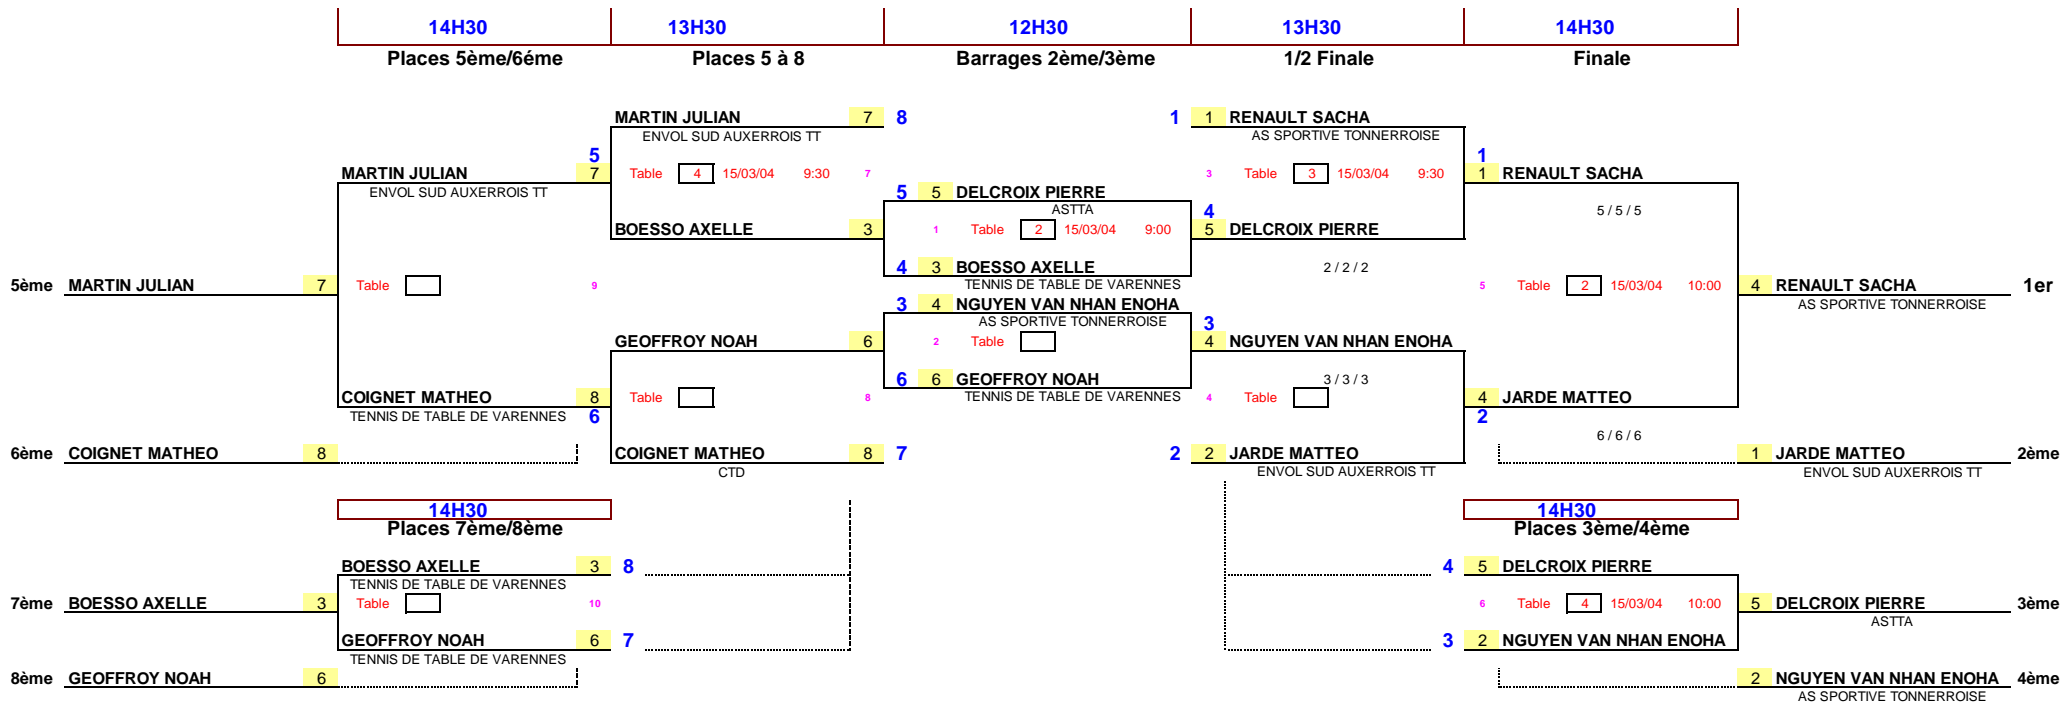 14H30 13H30 12H30 13H30 14H30
Places 5ème/6éme Places 5 à 8 Barrages 2ème/3ème 1/2 Finale Finale
MARTIN JULIAN 7 8 1 1 RENAULT SACHA
ENVOL SUD AUXERROIS TT AS SPORTIVE TONNERROISE
5 1
MARTIN JULIAN 7 Table 4 15/03/04 9:30 7 3 Table 3 15/03/04 9:30 1 RENAULT SACHA
ENVOL SUD AUXERROIS TT 5 5 DELCROIX PIERRE
ASTTA 4 5 / 5 / 5
BOESSO AXELLE 3 1 Table 2 15/03/04 9:00 5 DELCROIX PIERRE
4 3 BOESSO AXELLE 2 / 2 / 2
5ème MARTIN JULIAN 7 Table 9 TENNIS DE TABLE DE VARENNES 5 Table 2 15/03/04 10:00 4 RENAULT SACHA 1er
3 4 NGUYEN VAN NHAN ENOHA AS SPORTIVE TONNERROISE
AS SPORTIVE TONNERROISE 3
GEOFFROY NOAH 6 2 Table 4 NGUYEN VAN NHAN ENOHA
6 6 GEOFFROY NOAH 3 / 3 / 3
COIGNET MATHEO 8 Table 8 TENNIS DE TABLE DE VARENNES 4 Table 4 JARDE MATTEO
TENNIS DE TABLE DE VARENNES 6 2
6 / 6 / 6
6ème COIGNET MATHEO 8 COIGNET MATHEO 8 7 2 2 JARDE MATTEO 1 JARDE MATTEO 2ème
CTD ENVOL SUD AUXERROIS TT ENVOL SUD AUXERROIS TT
14H30 14H30
Places 7ème/8ème Places 3ème/4ème
BOESSO AXELLE 3 8 4 5 DELCROIX PIERRE
TENNIS DE TABLE DE VARENNES
7ème BOESSO AXELLE 3 Table 10 6 Table 4 15/03/04 10:00 5 DELCROIX PIERRE 3ème
ASTTA
GEOFFROY NOAH 6 7 3 2 NGUYEN VAN NHAN ENOHA
TENNIS DE TABLE DE VARENNES
8ème GEOFFROY NOAH 6 2 NGUYEN VAN NHAN ENOHA 4ème
AS SPORTIVE TONNERROISE